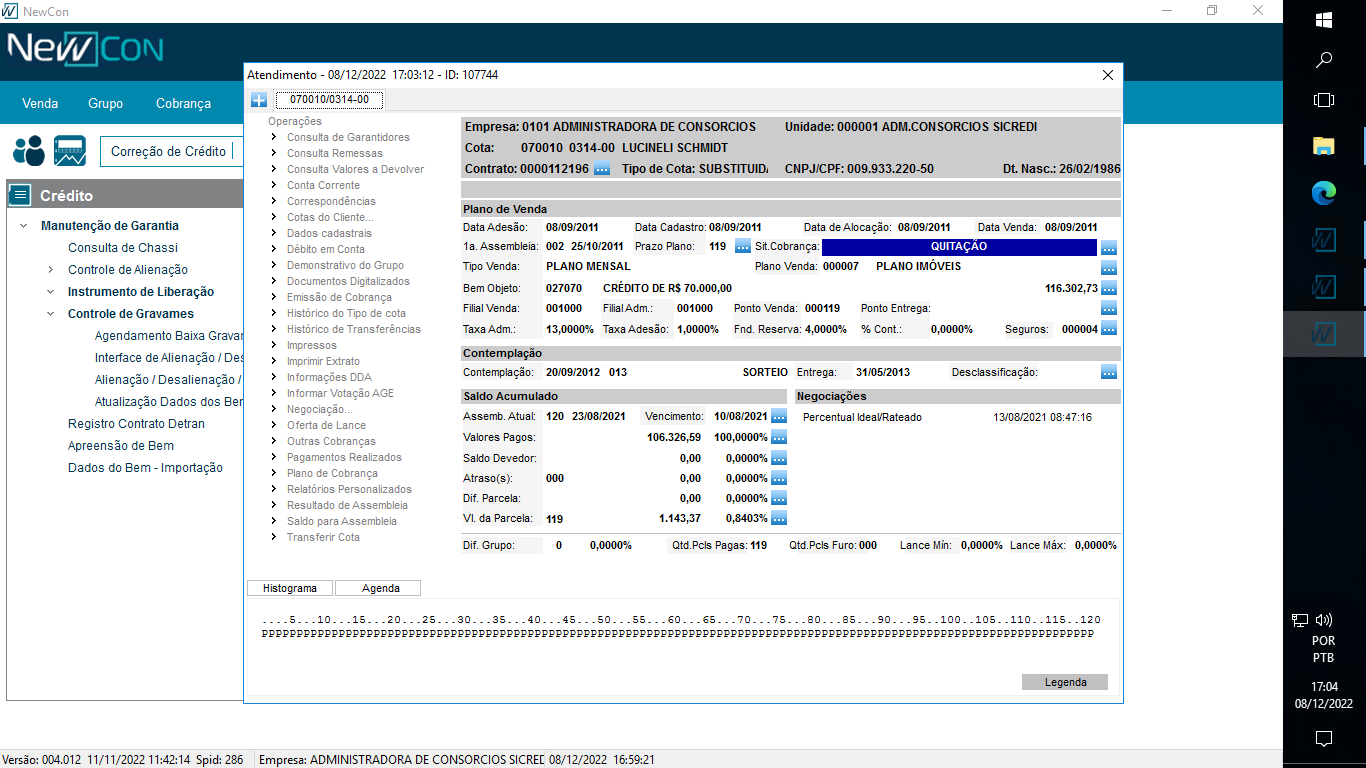 NewCon
NewCon
Venda Grupo Cobrança
Correção de Crédito
Crédito
Manutenção de Garantia
Consulta de Chassi
Controle de Alienação
Instrumento de Liberação
Controle de Gravames
Agendamento Baixa Gravar
Interface de Alienação / Des
Alienação / Desalienação /
Atualização Dados dos Ber
Registro Contrato Detran
Apreensão de Bem
Dados do Bem - Importação
Atendimento - 08/12/2022 17:03:12 - ID: 107744
070010/0314-00
Operações
Consulta de Garantidores
Consulta Remessas
Consulta Valores a Devolver
Conta Corrente
Correspondências
Cotas do Cliente...
Dados cadastrais
Débito em Conta
Demonstrativo do Grupo
Documentos Digitalizados
Emissão de Cobrança
Histórico do Tipo de cota
Histórico de Transferências
Impressos
Imprimir Extrato
Informações DDA
Informar Votação AGE
Negociação...
Oferta de Lance
Outras Cobranças
Pagamentos Realizados
Plano de Cobrança
Relatórios Personalizados
Resultado de Assembleia
Saldo para Assembleia
Transferir Cota
Empresa: 0101 ADMINISTRADORA DE CONSORCIOS Unidade: 000001 ADM.CONSORCIOS SICREDI
Cota: 070010 0314-00 LUCINELI SCHMIDT
Contrato: 0000112196 ... Tipo de Cota: SUBSTITUIDA CNPJ/CPF: 009.933.220-50 Dt. Nasc.: 26/02/1986
Plano de Venda
Data Adesão: 08/09/2011 Data Cadastro: 08/09/2011 Data de Alocação: 08/09/2011 Data Venda: 08/09/2011
1a. Assembleia: 002 25/10/2011 Prazo Plano: 119 ... Sit.Cobrança: QUITAÇÃO ...
Tipo Venda: PLANO MENSAL Plano Venda: 000007 PLANO IMÓVEIS ...
Bem Objeto: 027070 CRÉDITO DE R$ 70.000,00 116.302,73 ...
Filial Venda: 001000 Filial Adm.: 001000 Ponto Venda: 000119 Ponto Entrega: ...
Taxa Adm.: 13,0000% Taxa Adesão: 1,0000% Fnd. Reserva: 4,0000% % Cont.: 0,0000% Seguros: 000004 ...
Contemplação
Contemplação: 20/09/2012 013 SORTEIO Entrega: 31/05/2013 Desclassificação: ...
Saldo Acumulado Negociações
Assemb. Atual: 120 23/08/2021 Vencimento: 10/08/2021 ... Percentual Ideal/Rateado 13/08/2021 08:47:16
Valores Pagos: 106.326,59 100,0000% ...
Saldo Devedor: 0,00 0,0000% ...
Atraso(s): 000 0,00 0,0000% ...
Dif. Parcela: 0,00 0,0000% ...
Vl. da Parcela: 119 1.143,37 0,8403% ...
Dif. Grupo: 0 0,0000% Qtd.Pcls Pagas: 119 Qtd.Pcls Furo: 000 Lance Mín: 0,0000% Lance Máx: 0,0000%
Histograma Agenda
....5...10...15...20...25...30...35...40...45...50...55...60...65...70...75...80...85...90...95..100..105..110..115..120
PPPPPPPPPPPPPPPPPPPPPPPPPPPPPPPPPPPPPPPPPPPPPPPPPPPPPPPPPPPPPPPPPPPPPPPPPPPPPPPPPPPPPPPPPPPPPPPPPPPPPPPPPPPPPPPPPPPPPPP
Legenda
Versão: 004.012 11/11/2022 11:42:14 Spid: 286 Empresa: ADMINISTRADORA DE CONSORCIOS SICREDI 08/12/2022 16:59:21
POR
PTB
17:04
08/12/2022